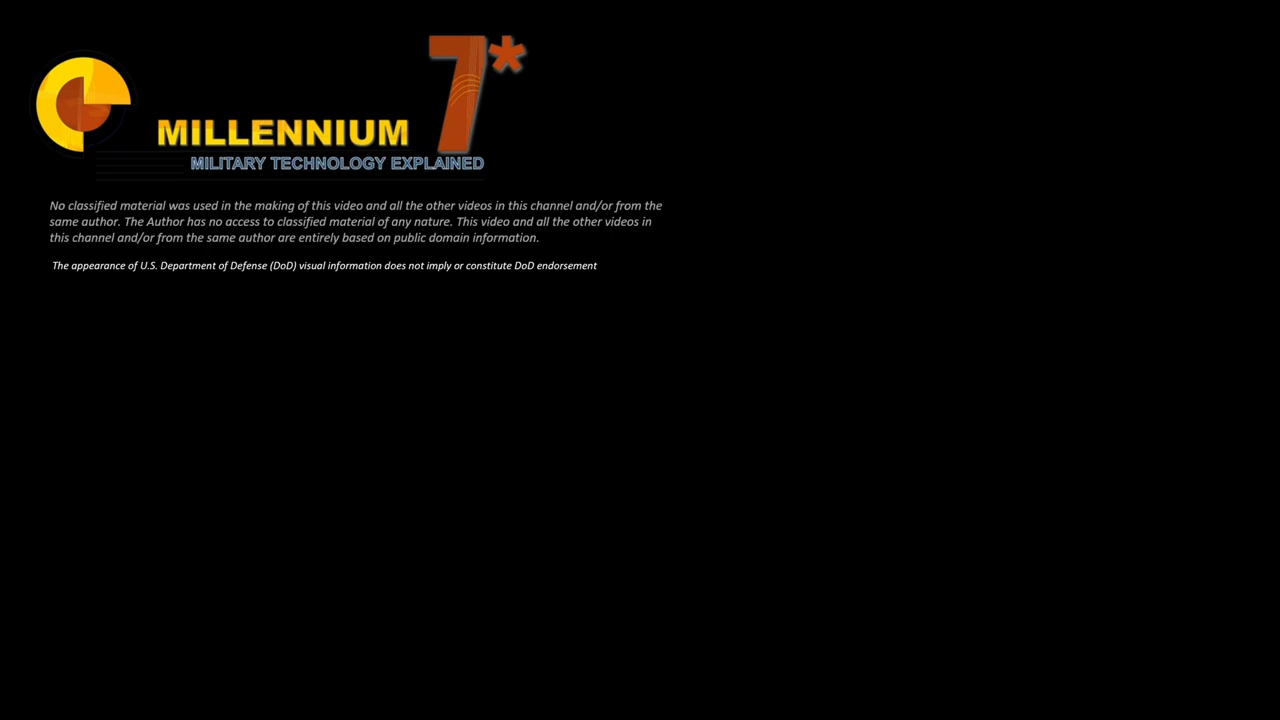 7*
MILLENNIUM
MILITARY TECHNOLOGY EXPLAINED
No classified material was used in the making of this video and all the other videos in this channel and/or from the
same author. The Author has no access to classified material of any nature. This video and all the other videos in
this channel and/or from the same author are entirely based on public domain information.
The appearance of U.S. Department of Defense (DoD) visual information does not imply or constitute DoD endorsement